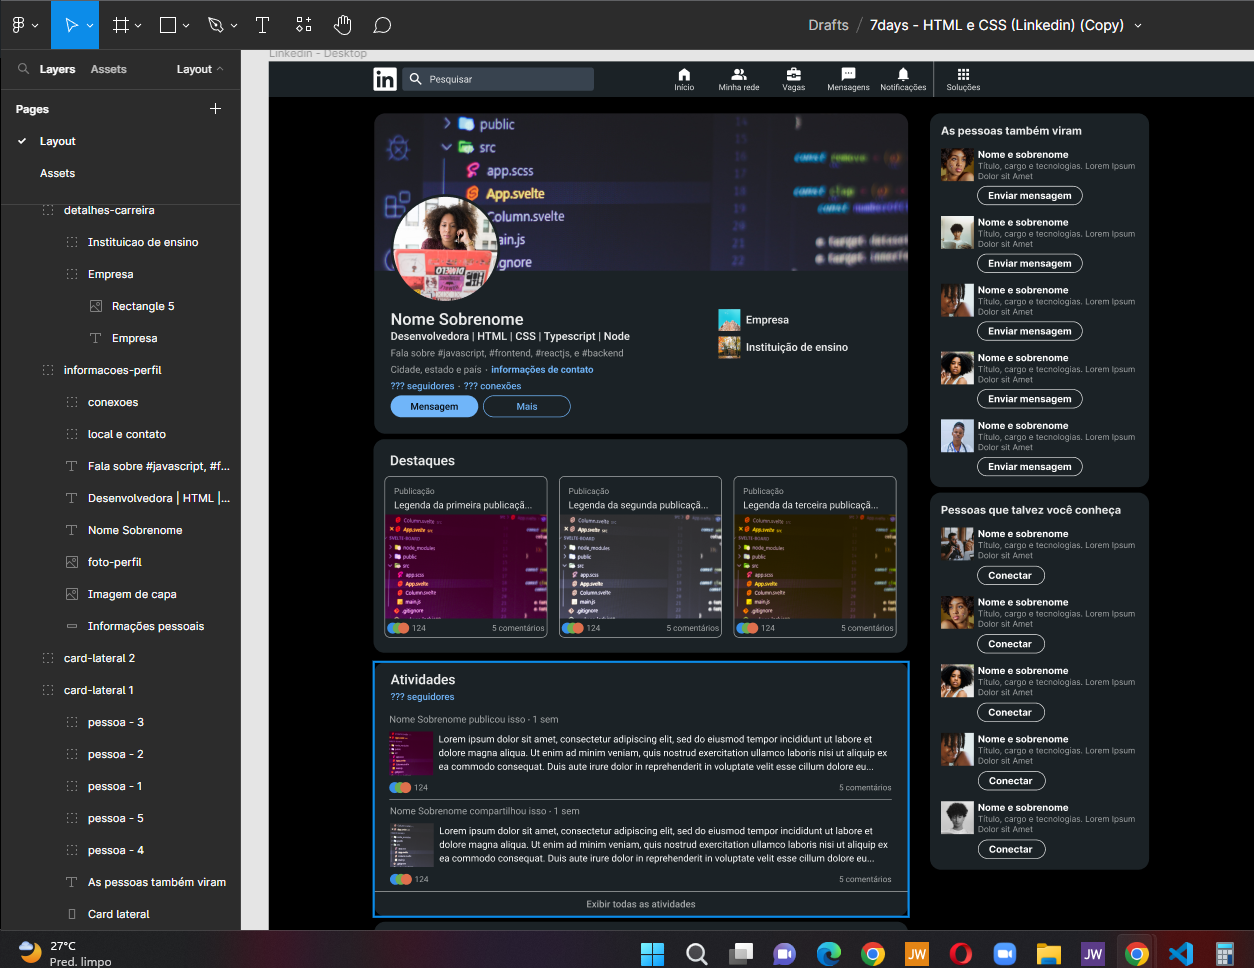 Drafts / 7days - HTML e CSS (Linkedin) (Copy)
Layers
Assets
Layout
Pages
Layout
Assets
detalhes-carreira
Instituicao de ensino
Empresa
Rectangle 5
Empresa
informacoes-perfil
conexoes
local e contato
Fala sobre #javascript, #f...
Desenvolvedora | HTML |...
Nome Sobrenome
foto-perfil
Imagem de capa
Informações pessoais
card-lateral 2
card-lateral 1
pessoa - 3
pessoa - 2
pessoa - 1
pessoa - 5
pessoa - 4
As pessoas também viram
Card lateral
Linkedin - Desktop
in
Pesquisar
Início
Minha rede
Vagas
Mensagens
Notificações
Soluções
public
src
App.scss
App.svelte
Column.svelte
Nome Sobrenome
Desenvolvedora | HTML | CSS | Typescript | Node
Fala sobre #javascript, #frontend, #reactjs, e #backend
Cidade, estado e país · informações de contato
??? seguidores · ??? conexões
Mensagem
Mais
Empresa
Instituição de ensino
Destaques
Publicação
Legenda da primeira publicaçã...
124
5 comentários
Publicação
Legenda da segunda publicaçã...
124
5 comentários
Publicação
Legenda da terceira publicaçã...
124
5 comentários
Atividades
??? seguidores
Nome Sobrenome publicou isso · 1 sem
Lorem ipsum dolor sit amet, consectetur adipiscing elit, sed do eiusmod tempor incididunt ut labore et
dolore magna aliqua. Ut enim ad minim veniam, quis nostrud exercitation ullamco laboris nisi ut aliquip ex
ea commodo consequat. Duis aute irure dolor in reprehenderit in voluptate velit esse cillum dolore eu...
124
5 comentários
Nome Sobrenome compartilhou isso · 1 sem
Lorem ipsum dolor sit amet, consectetur adipiscing elit, sed do eiusmod tempor incididunt ut labore et
dolore magna aliqua. Ut enim ad minim veniam, quis nostrud exercitation ullamco laboris nisi ut aliquip ex
ea commodo consequat. Duis aute irure dolor in reprehenderit in voluptate velit esse cillum dolore eu...
124
5 comentários
Exibir todas as atividades
As pessoas também viram
Nome e sobrenome
Título, cargo e tecnologias. Lorem Ipsum
Dolor sit Amet
Enviar mensagem
Nome e sobrenome
Título, cargo e tecnologias. Lorem Ipsum
Dolor sit Amet
Enviar mensagem
Nome e sobrenome
Título, cargo e tecnologias. Lorem Ipsum
Dolor sit Amet
Enviar mensagem
Nome e sobrenome
Título, cargo e tecnologias. Lorem Ipsum
Dolor sit Amet
Enviar mensagem
Nome e sobrenome
Título, cargo e tecnologias. Lorem Ipsum
Dolor sit Amet
Enviar mensagem
Pessoas que talvez você conheça
Nome e sobrenome
Título, cargo e tecnologias. Lorem Ipsum
Dolor sit Amet
Conectar
Nome e sobrenome
Título, cargo e tecnologias. Lorem Ipsum
Dolor sit Amet
Conectar
Nome e sobrenome
Título, cargo e tecnologias. Lorem Ipsum
Dolor sit Amet
Conectar
Nome e sobrenome
Título, cargo e tecnologias. Lorem Ipsum
Dolor sit Amet
Conectar
Nome e sobrenome
Título, cargo e tecnologias. Lorem Ipsum
Dolor sit Amet
Conectar
27°C
Pred. limpo
JW
JW